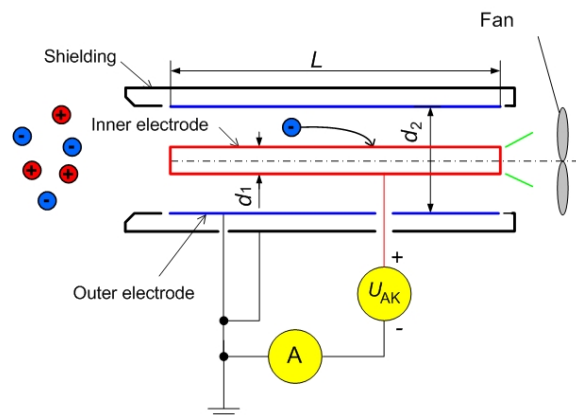 Fan
Shielding
L
Inner electrode
d1
d2
Outer electrode
+
UAK
-
A